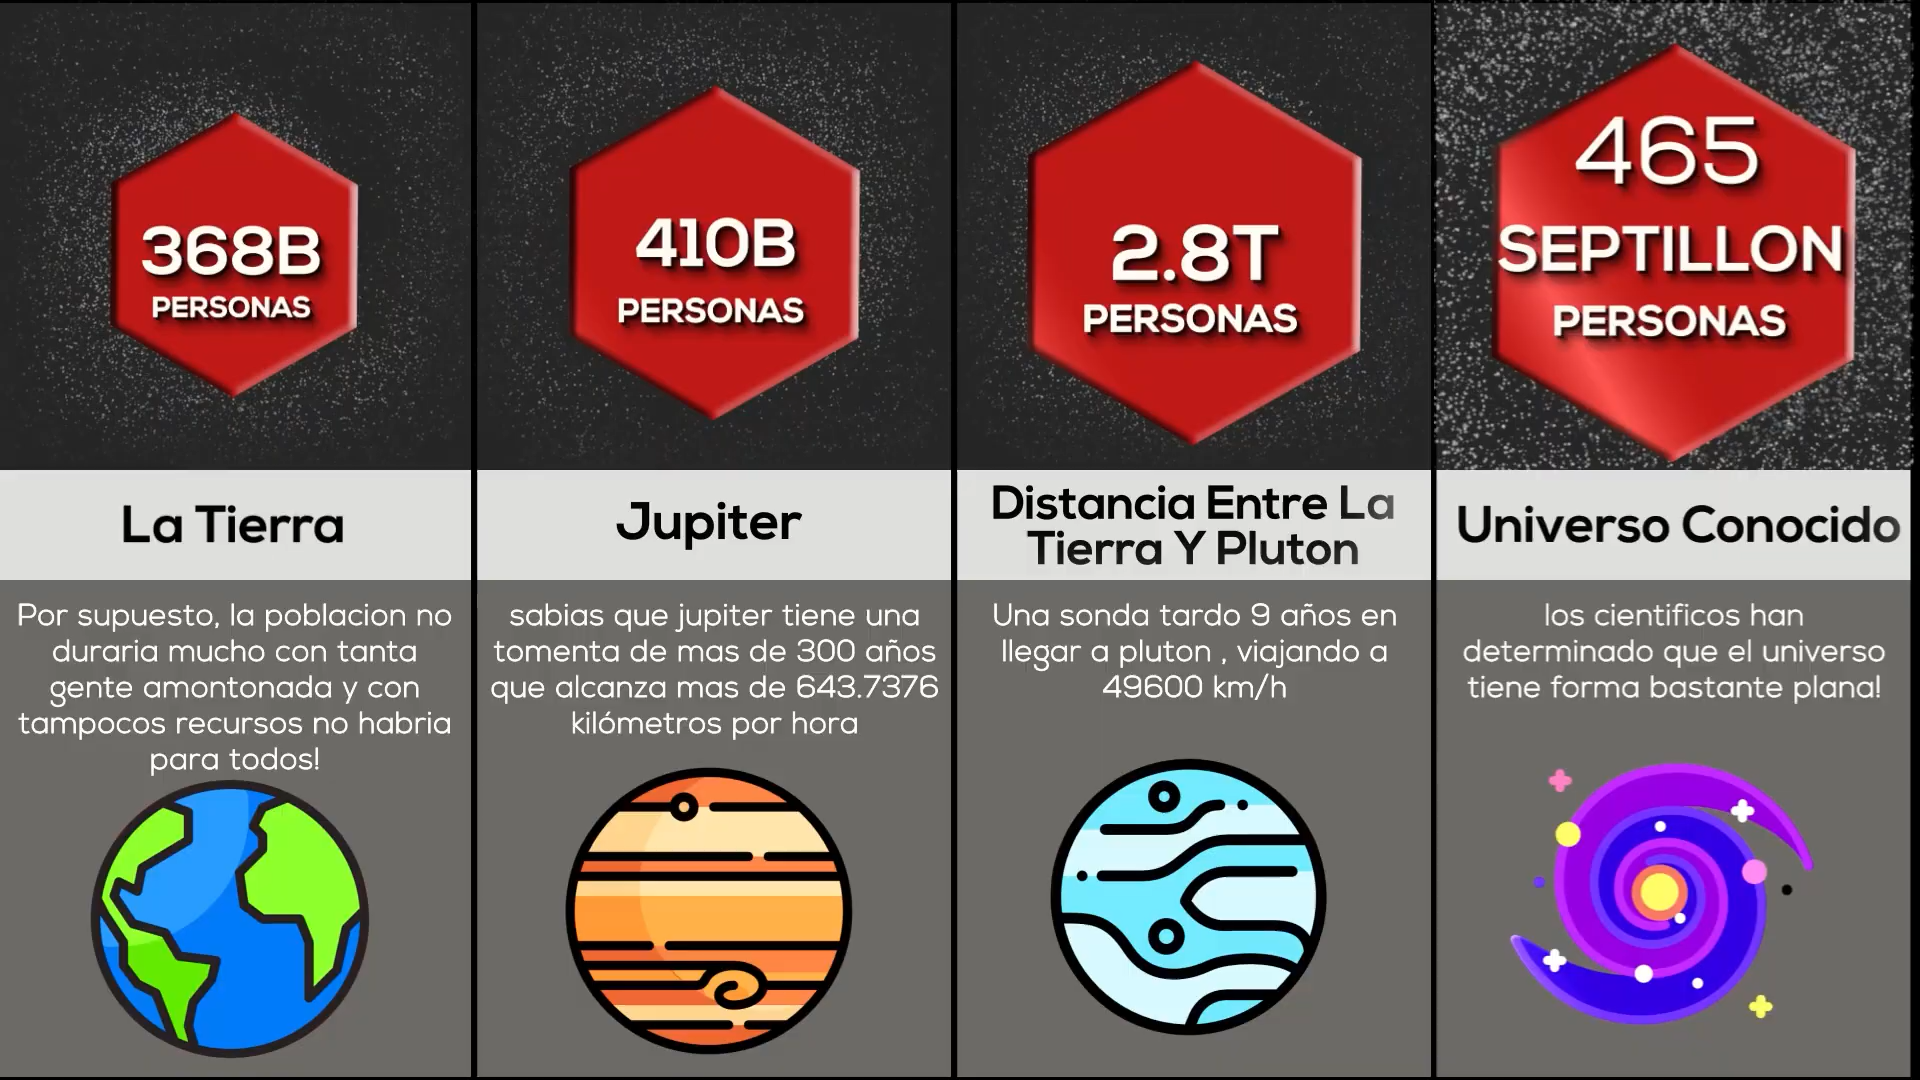 368B
PERSONAS
La Tierra
Por supuesto, la poblacion no
duraria mucho con tanta
gente amontonada y con
tampocos recursos no habria
para todos!
410B
PERSONAS
Jupiter
sabias que jupiter tiene una
tomenta de mas de 300 años
que alcanza mas de 643.7376
kilómetros por hora
2.8T
PERSONAS
Distancia Entre La
Tierra Y Pluton
Una sonda tardo 9 años en
llegar a pluton , viajando a
49600 km/h
465
SEPTILLON
PERSONAS
Universo Conocido
los cientificos han
determinado que el universo
tiene forma bastante plana!